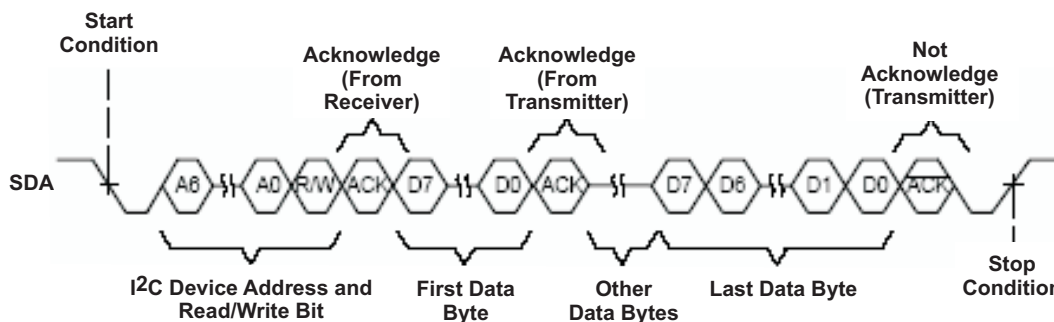 Start
Condition
Acknowledge
(From
Receiver)
Acknowledge
(From
Transmitter)
Not
Acknowledge
(Transmitter)
SDA
A6
A0
R/W
ACK
D7
D0
ACK
D7
D6
D1
D0
ACK
I2C Device Address and
Read/Write Bit
First Data
Byte
Other
Data Bytes
Last Data Byte
Stop
Condition